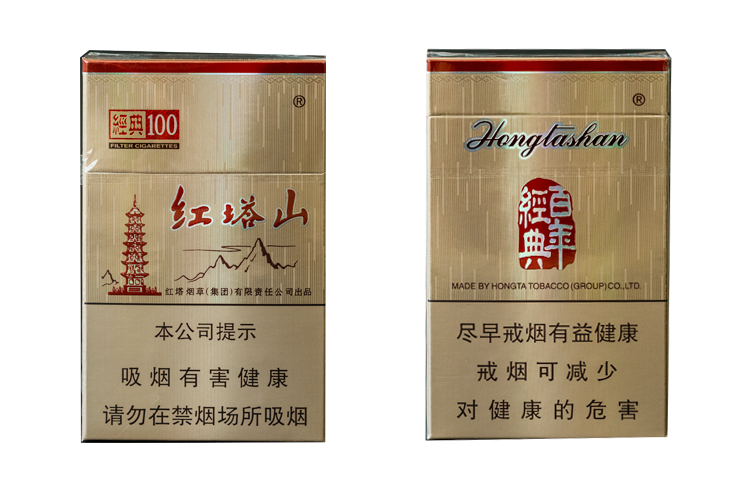 ®
經典100
FILTER CIGARETTES
红塔山
红塔烟草(集团)有限责任公司出品
本公司提示
吸烟有害健康
请勿在禁烟场所吸烟
®
Hongtashan
百年
經典
MADE BY HONGTA TOBACCO (GROUP) CO., LTD.
尽早戒烟有益健康
戒烟可减少
对健康的危害